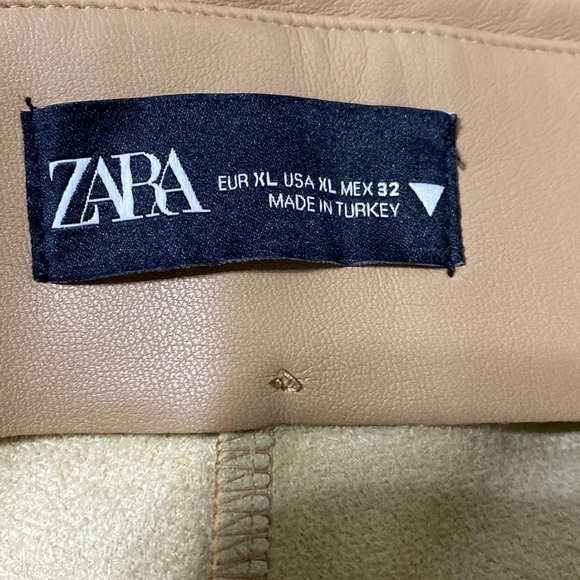 ZARA
EUR XL USA XL MEX 32
MADE IN TURKEY